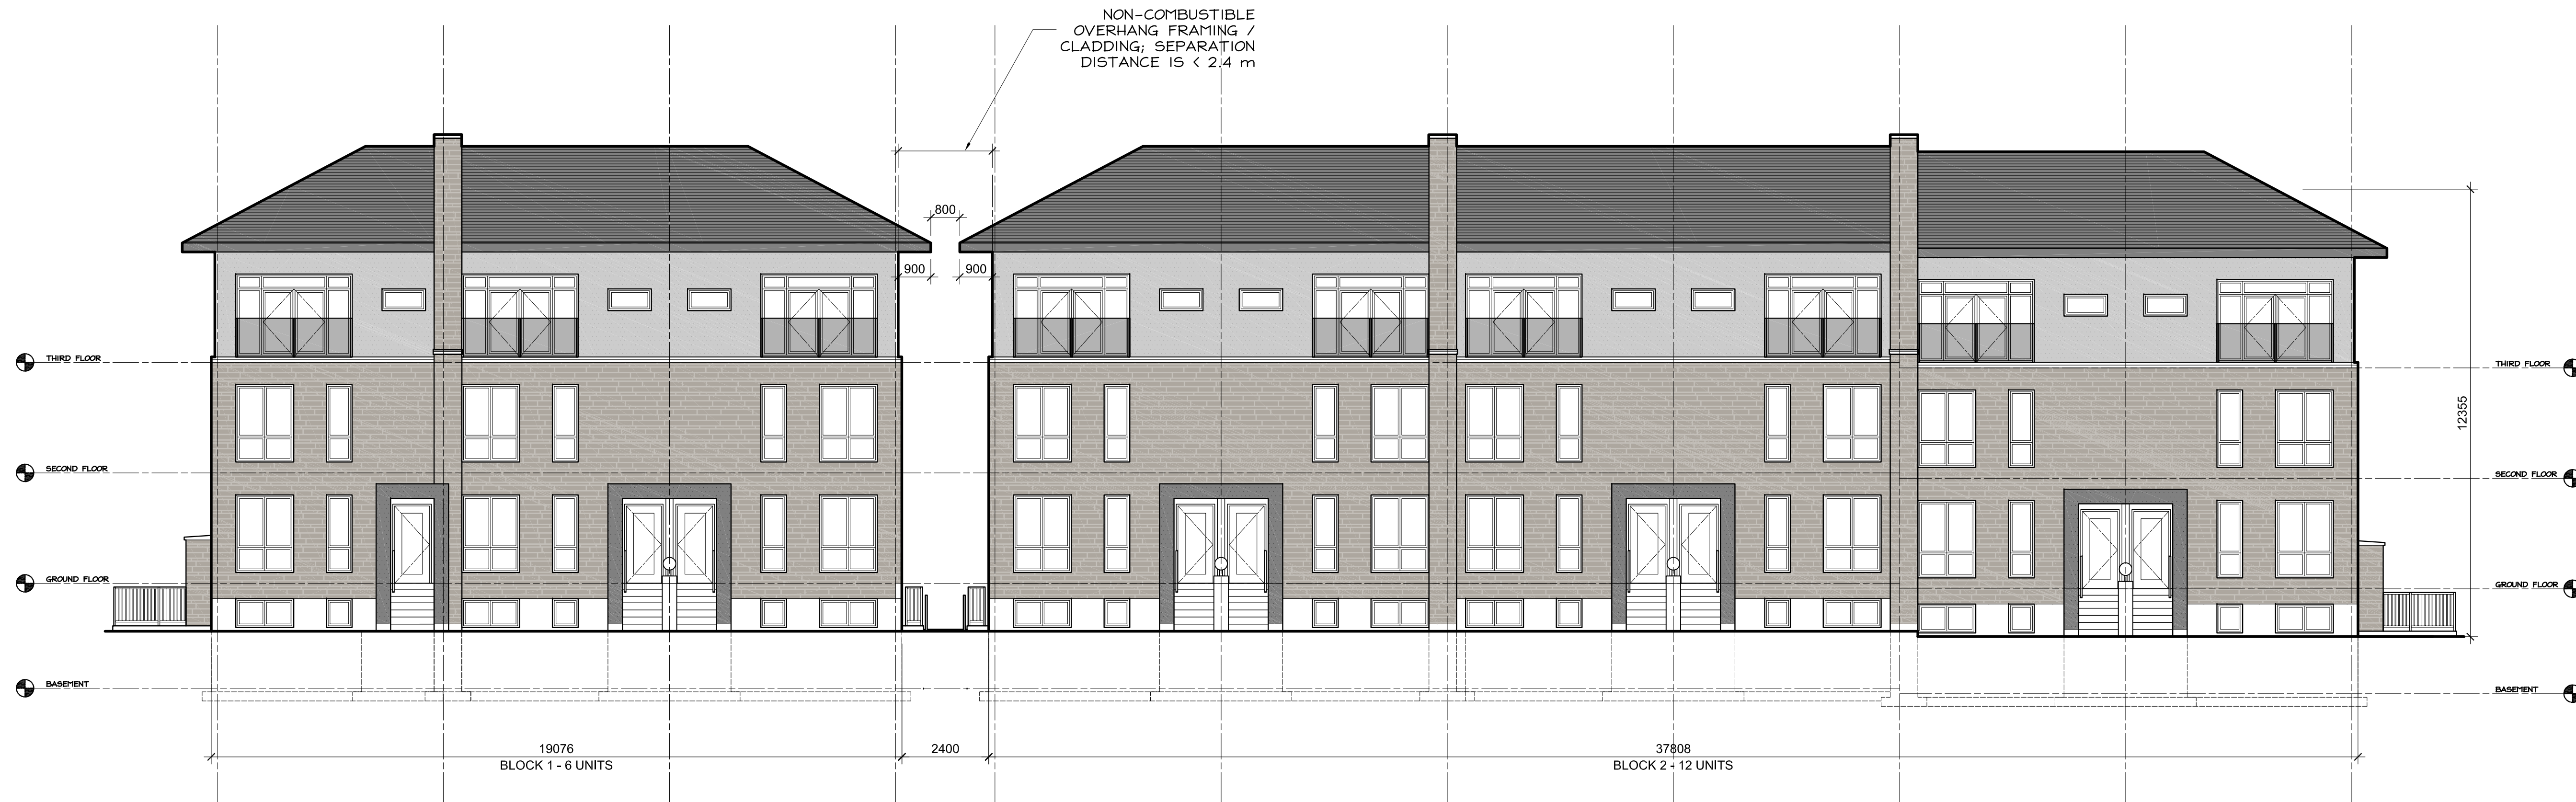 NON-COMBUSTIBLE
OVERHANG FRAMING /
CLADDING; SEPARATION
DISTANCE IS < 2.4 m
800
900
900
THIRD FLOOR
THIRD FLOOR
12355
SECOND FLOOR
SECOND FLOOR
GROUND FLOOR
GROUND FLOOR
BASEMENT
BASEMENT
19076
2400
37808
BLOCK 1 - 6 UNITS
BLOCK 2 - 12 UNITS